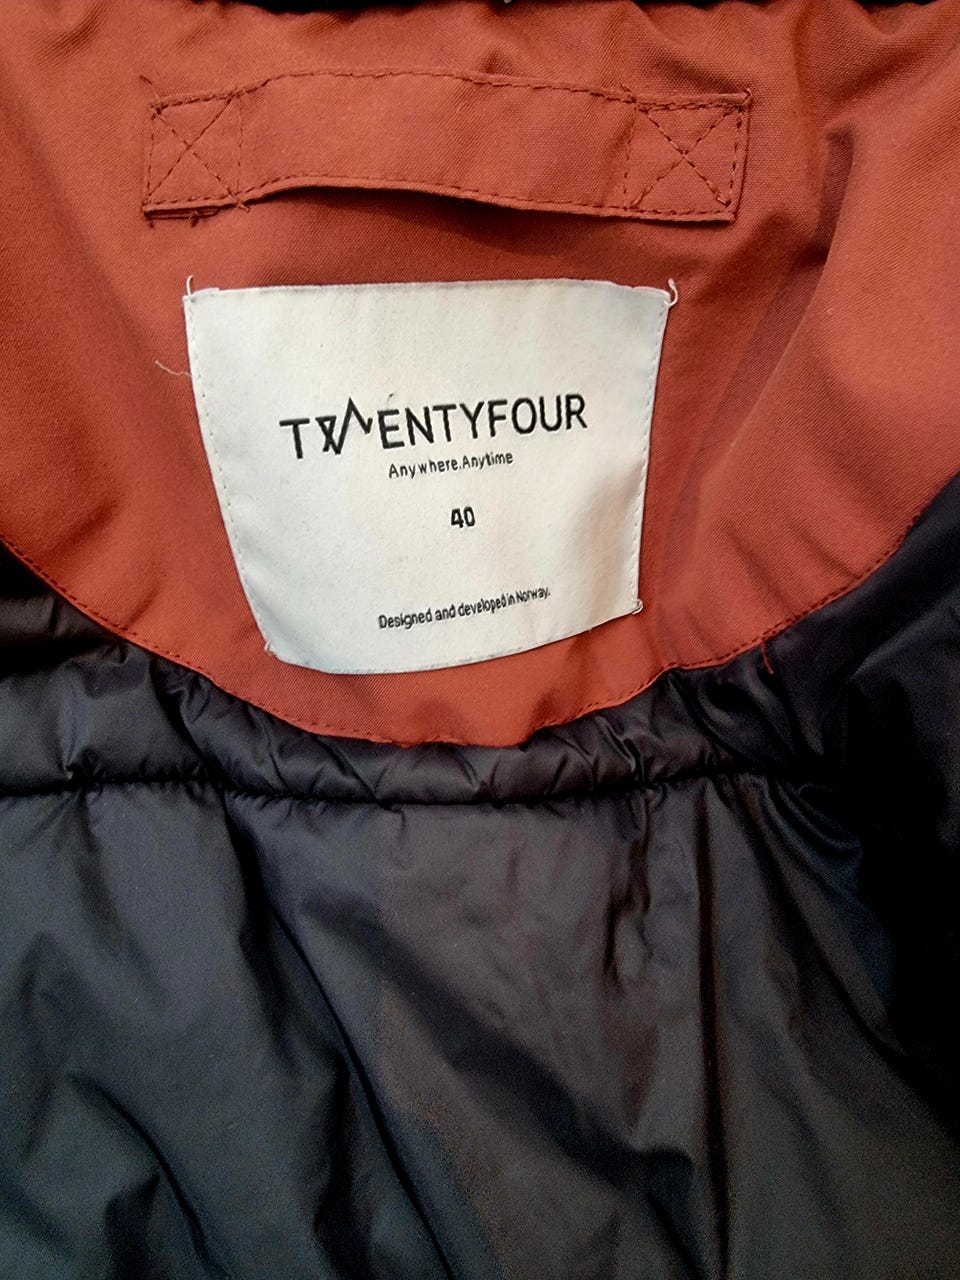 TWENTYFOUR
Anywhere.Anytime
40
Designed and developed in Norway.